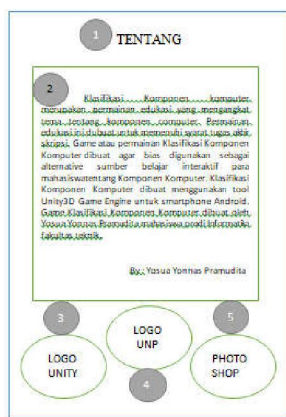 1 TENTANG
2
Klasifikasi Komponen komputer
merupakan permainan edukasi yang mengangkat
tema tentang komponen computer. Permainan
edukasi ini dubuat untuk memenuhi syarat tugas akhir
skripsi. Game atau permainan Klasifikasi Komponen
Komputer dibuat agar bias digunakan sebagai
alternative sumber belajar interaktif para
mahasiswatentang Komponen Komputer. Klasifikasi
Komponen Komputer dibuat menggunakan tool
Unity3D Game Engine untuk smartphone Android.
Game Klasifikasi Komponen Komputer dibuat oleh
Yosua Yonnas Pramudita mahasiswa prodi Informatika
fakultas teknik.
By : Yosua Yonnas Pramudita
3
LOGO
UNITY
LOGO
UNP
4
5
PHOTO
SHOP